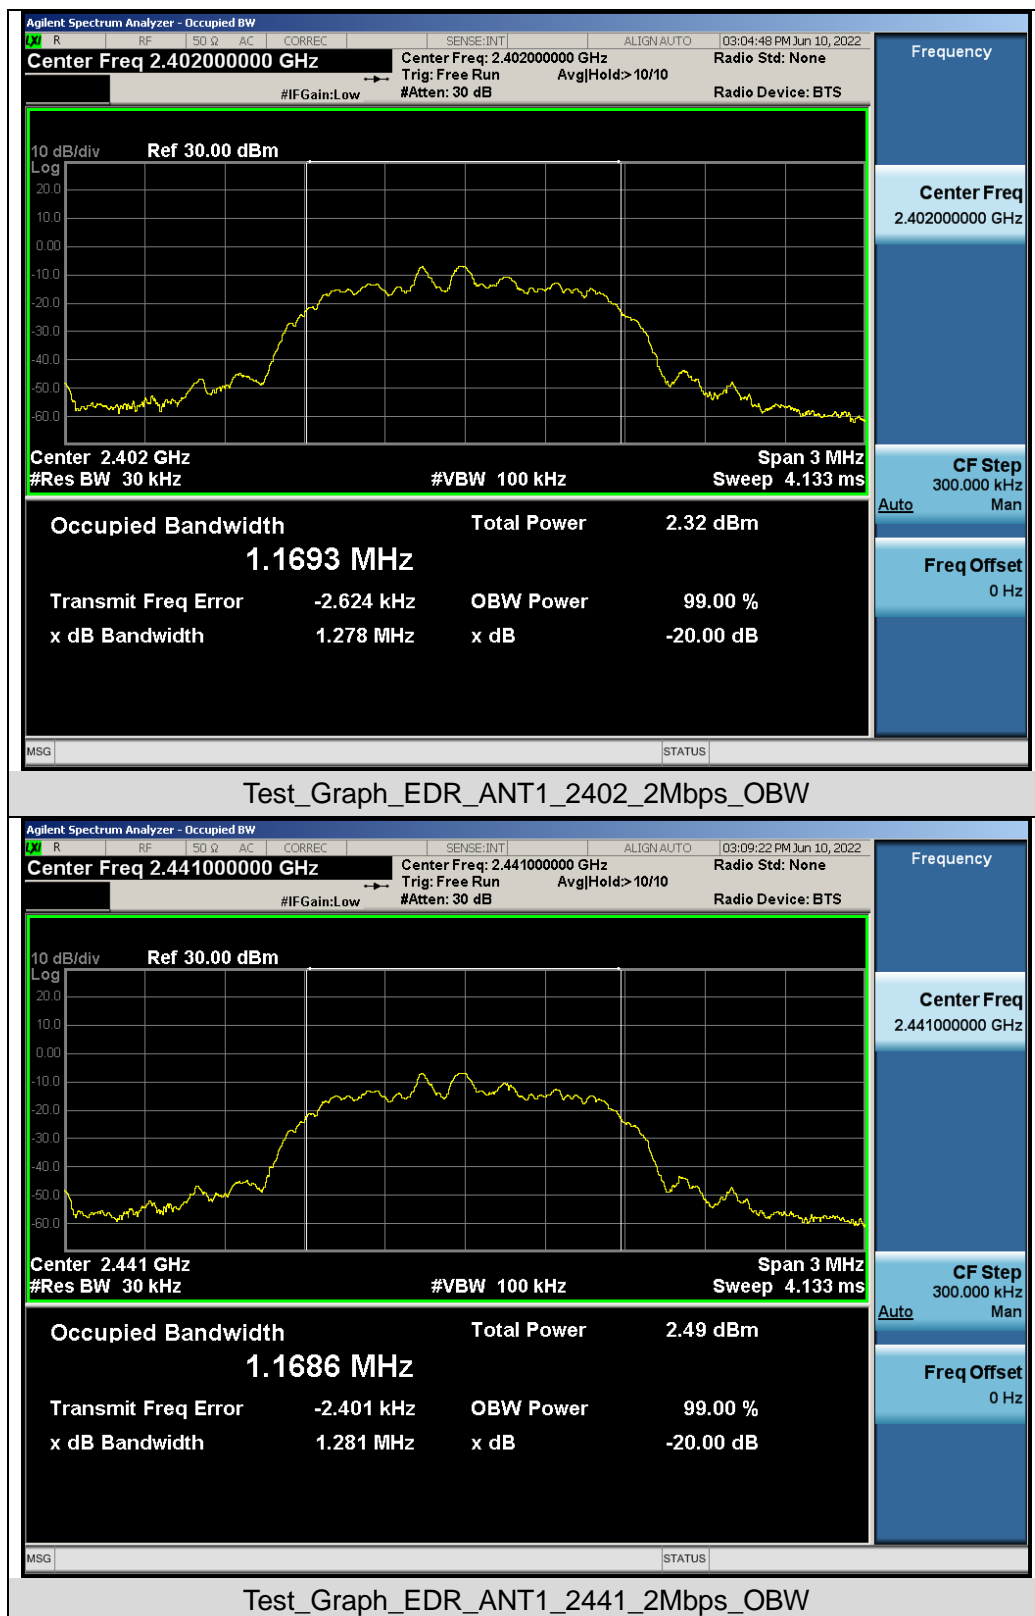 Agilent Spectrum Analyzer - Occupied BW
LXI R RF 50 Ω AC CORREC SENSE:INT ALIGN AUTO 03:04:48 PM Jun 10, 2022
Center Freq 2.402000000 GHz
Center Freq: 2.402000000 GHz
Radio Std: None
Trig: Free Run Avg|Hold:> 10/10
#IFGain:Low
#Atten: 30 dB
Radio Device: BTS
10 dB/div Ref 30.00 dBm
Log
20.0
10.0
0.00
-10.0
-20.0
-30.0
-40.0
-50.0
-60.0
Center 2.402 GHz Span 3 MHz
#Res BW 30 kHz #VBW 100 kHz Sweep 4.133 ms
Occupied Bandwidth Total Power 2.32 dBm
1.1693 MHz
Transmit Freq Error -2.624 kHz OBW Power 99.00 %
x dB Bandwidth 1.278 MHz x dB -20.00 dB
MSG STATUS
Frequency
Center Freq
2.402000000 GHz
CF Step
300.000 kHz
Auto Man
Freq Offset
0 Hz
Test_Graph_EDR_ANT1_2402_2Mbps_OBW
Agilent Spectrum Analyzer - Occupied BW
LXI R RF 50 Ω AC CORREC SENSE:INT ALIGN AUTO 03:09:22 PM Jun 10, 2022
Center Freq 2.441000000 GHz
Center Freq: 2.441000000 GHz
Radio Std: None
Trig: Free Run Avg|Hold:> 10/10
#IFGain:Low
#Atten: 30 dB
Radio Device: BTS
10 dB/div Ref 30.00 dBm
Log
20.0
10.0
0.00
-10.0
-20.0
-30.0
-40.0
-50.0
-60.0
Center 2.441 GHz Span 3 MHz
#Res BW 30 kHz #VBW 100 kHz Sweep 4.133 ms
Occupied Bandwidth Total Power 2.49 dBm
1.1686 MHz
Transmit Freq Error -2.401 kHz OBW Power 99.00 %
x dB Bandwidth 1.281 MHz x dB -20.00 dB
MSG STATUS
Frequency
Center Freq
2.441000000 GHz
CF Step
300.000 kHz
Auto Man
Freq Offset
0 Hz
Test_Graph_EDR_ANT1_2441_2Mbps_OBW